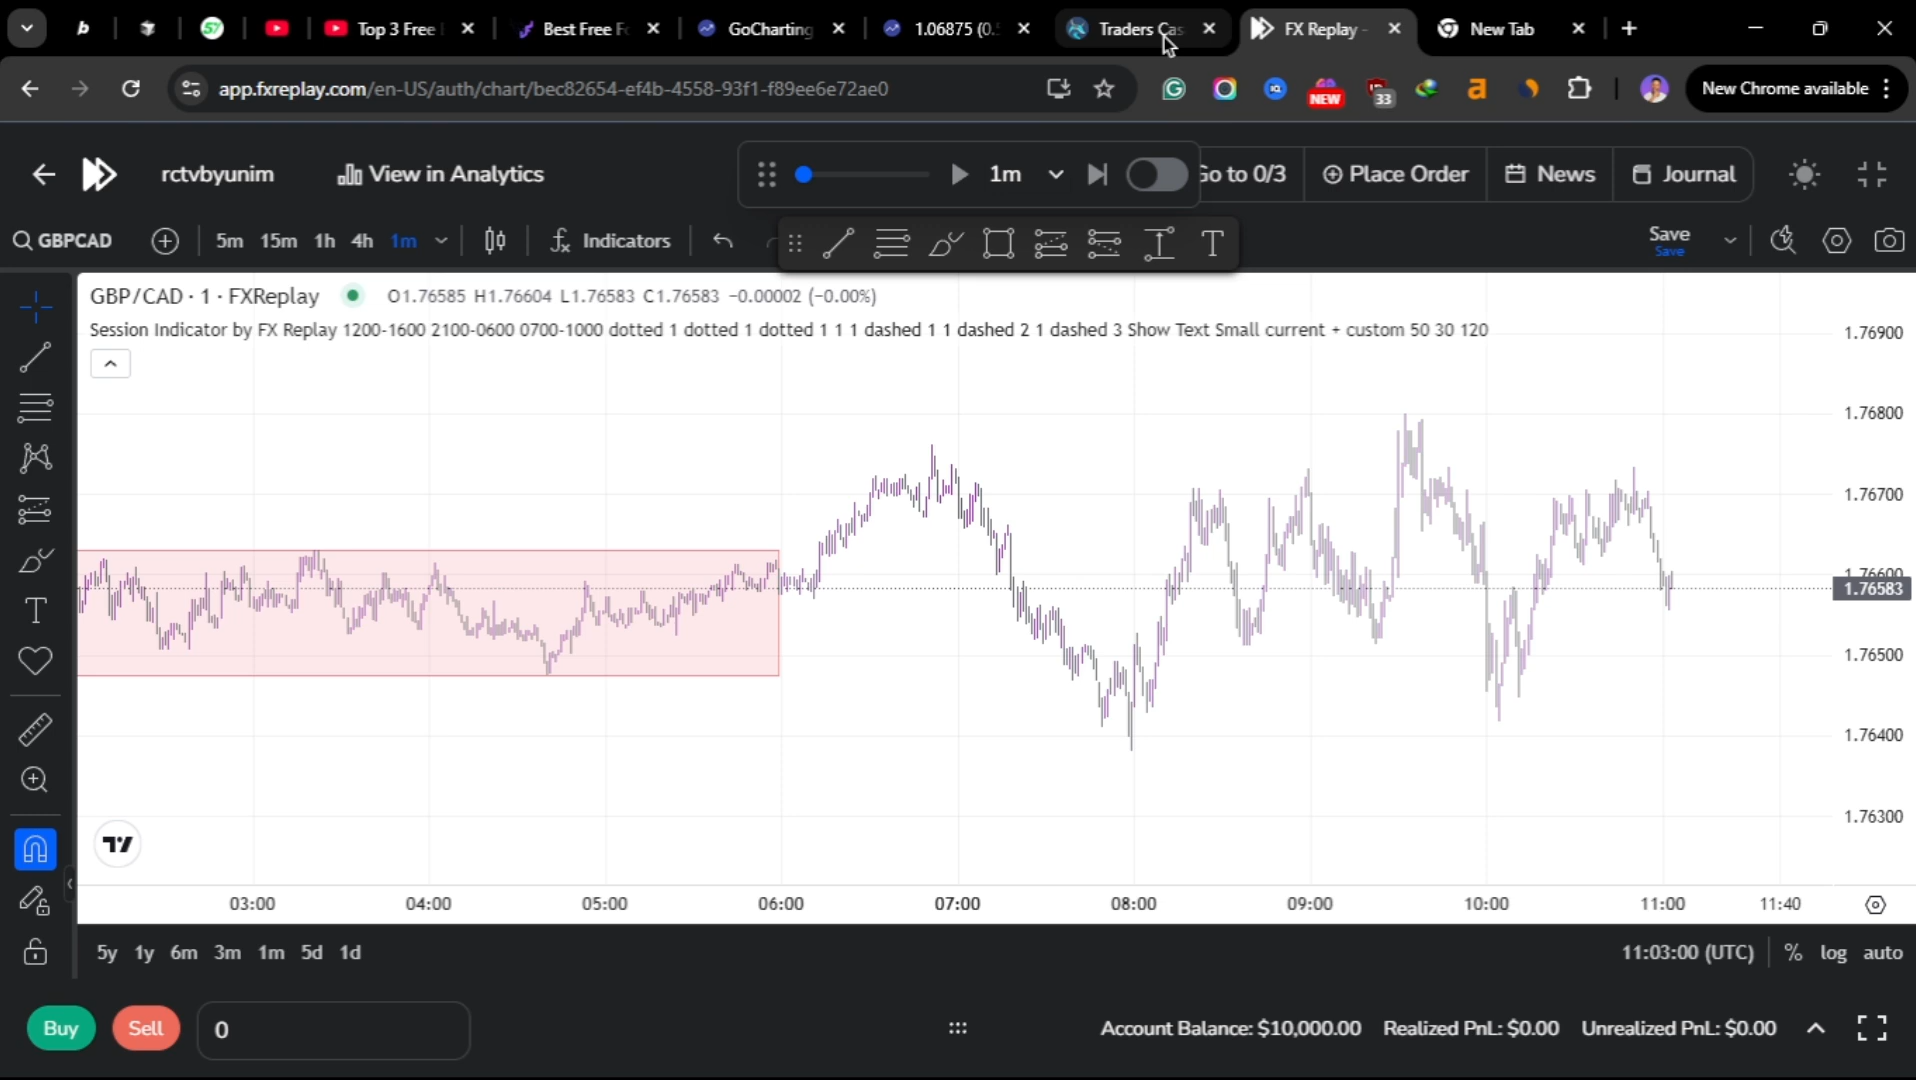 Top 3 Free
Best Free Fo
GoCharting
1.06875 (0.
Traders Cas
FX Replay -
New Tab
app.fxreplay.com/en-US/auth/chart/bec82654-ef4b-4558-93f1-f89ee6e72ae0
NEW
33
New Chrome available
rctvbyunim
View in Analytics
1m
Go to 0/3
Place Order
News
Journal
GBPCAD
5m 15m 1h 4h 1m
Indicators
Save
Save
GBP/CAD · 1 · FXReplay
O1.76585 H1.76604 L1.76583 C1.76583 −0.00002 (−0.00%)
Session Indicator by FX Replay 1200-1600 2100-0600 0700-1000 dotted 1 dotted 1 dotted 1 1 1 dashed 1 1 dashed 2 1 dashed 3 Show Text Small current + custom 50 30 120
1.76900
1.76800
1.76700
1.76600
1.76583
1.76500
1.76400
1.76300
03:00 04:00 05:00 06:00 07:00 08:00 09:00 10:00 11:00 11:40
5y 1y 6m 3m 1m 5d 1d
11:03:00 (UTC)
% log auto
Buy
Sell
0
Account Balance: $10,000.00 Realized PnL: $0.00 Unrealized PnL: $0.00